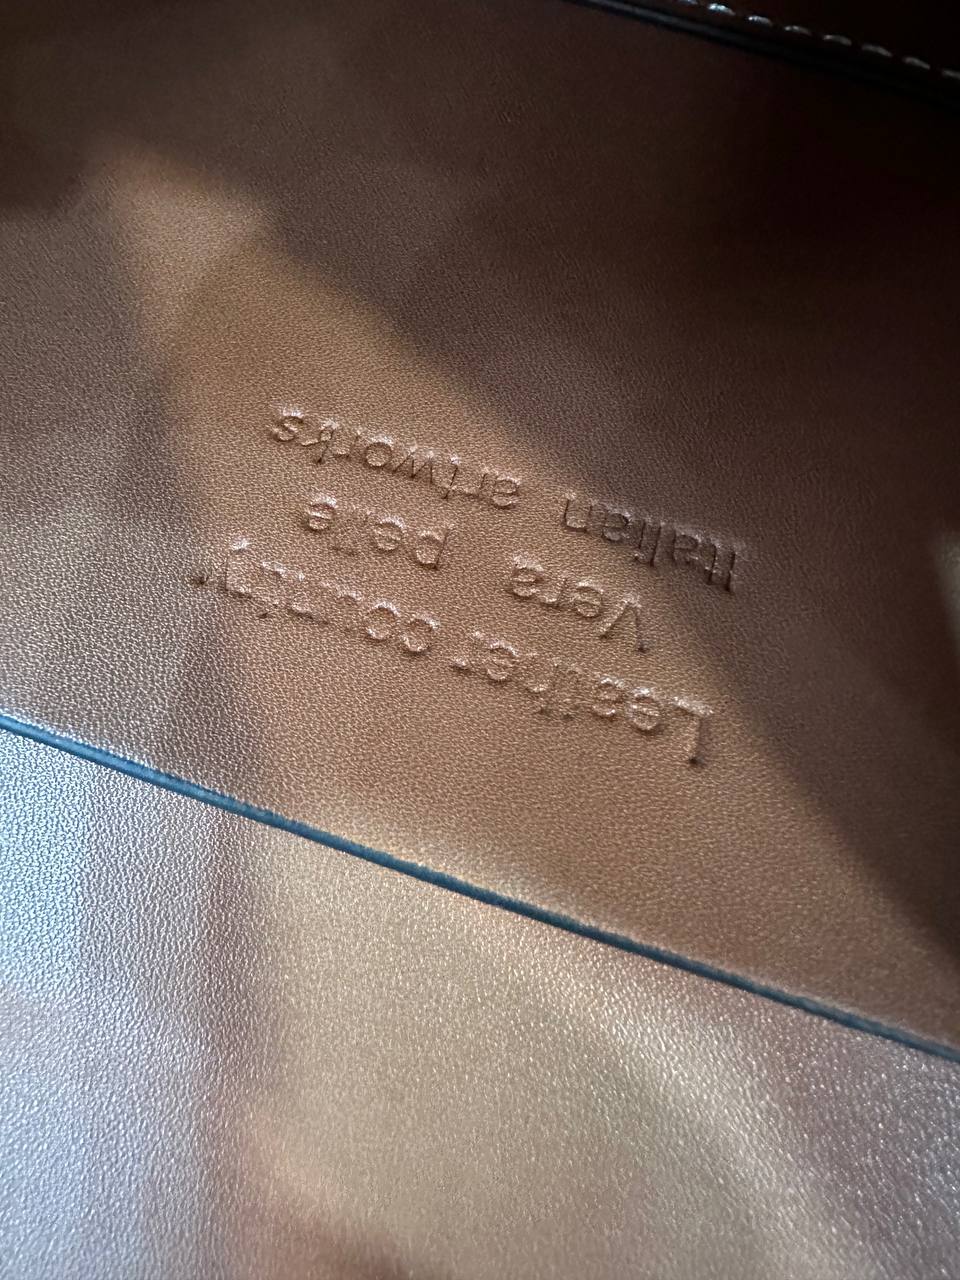 Leather country
Vera pelle
Italian artworks